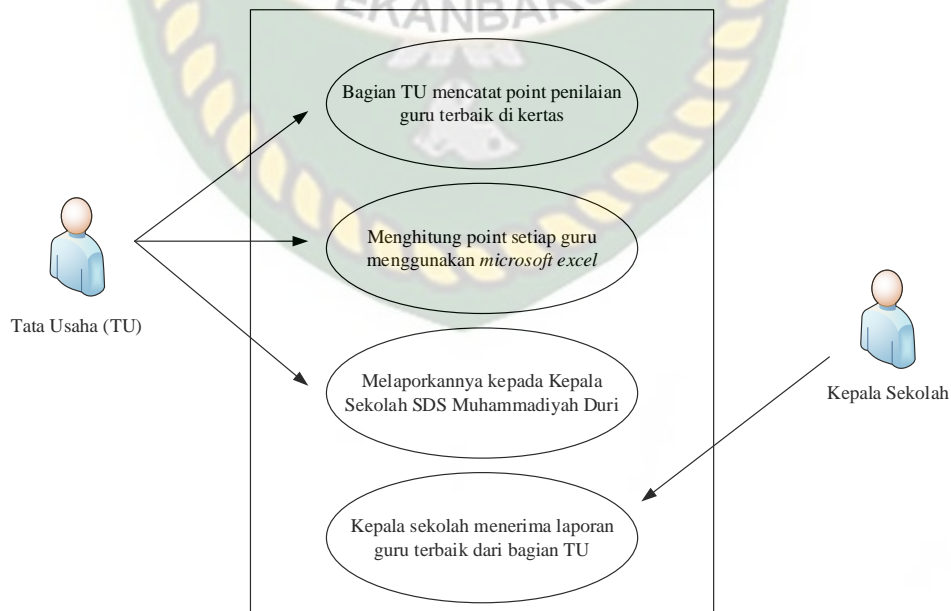 EKANBARU
Bagian TU mencatat point penilaian
guru terbaik di kertas
Menghitung point setiap guru
menggunakan microsoft excel
Tata Usaha (TU)
Melaporkannya kepada Kepala
Sekolah SDS Muhammadiyah Duri
Kepala Sekolah
Kepala sekolah menerima laporan
guru terbaik dari bagian TU